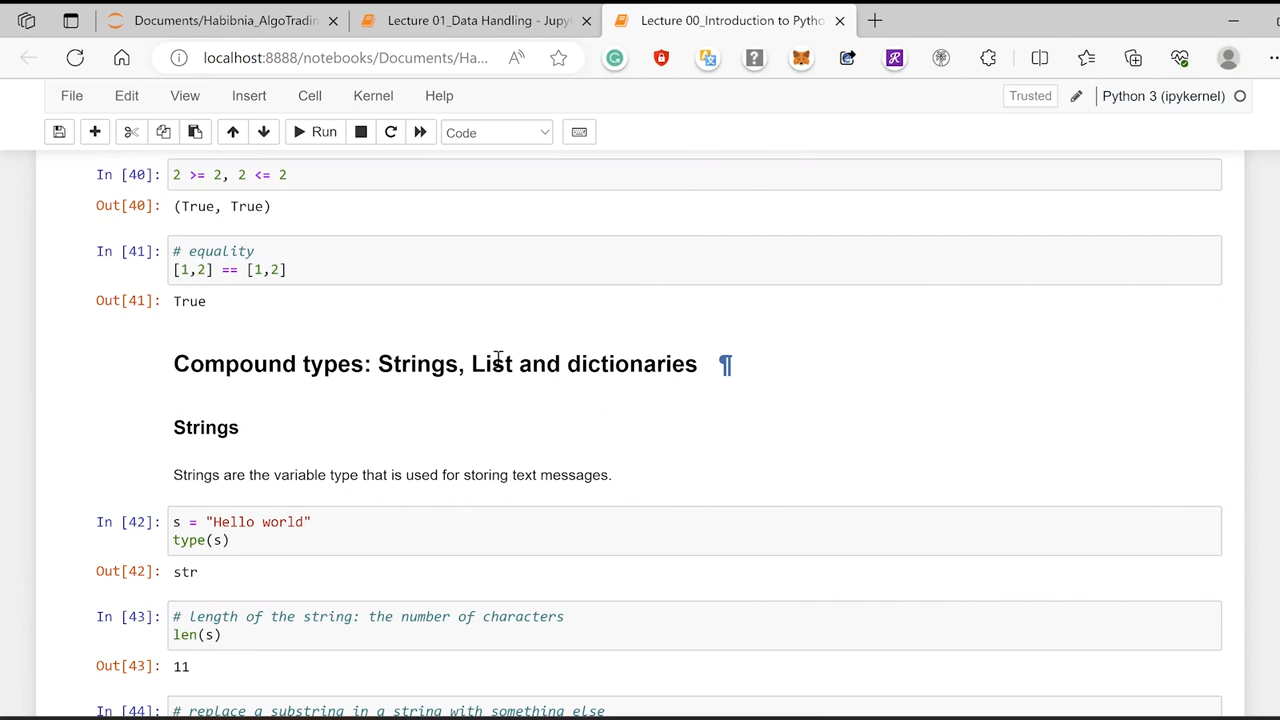 Documents/Habibnia_AlgoTradin
Lecture 01_Data Handling - Jupyt
Lecture 00_Introduction to Pytho
localhost:8888/notebooks/Documents/Ha...
File Edit View Insert Cell Kernel Help
Trusted
Python 3 (ipykernel)
Run
Code
In [40]: 2 >= 2, 2 <= 2
Out[40]: (True, True)
In [41]: # equality
[1,2] == [1,2]
Out[41]: True
Compound types: Strings, List and dictionaries ¶
Strings
Strings are the variable type that is used for storing text messages.
In [42]: s = "Hello world"
type(s)
Out[42]: str
In [43]: # length of the string: the number of characters
len(s)
Out[43]: 11
In [44]: # replace a substring in a string with something else